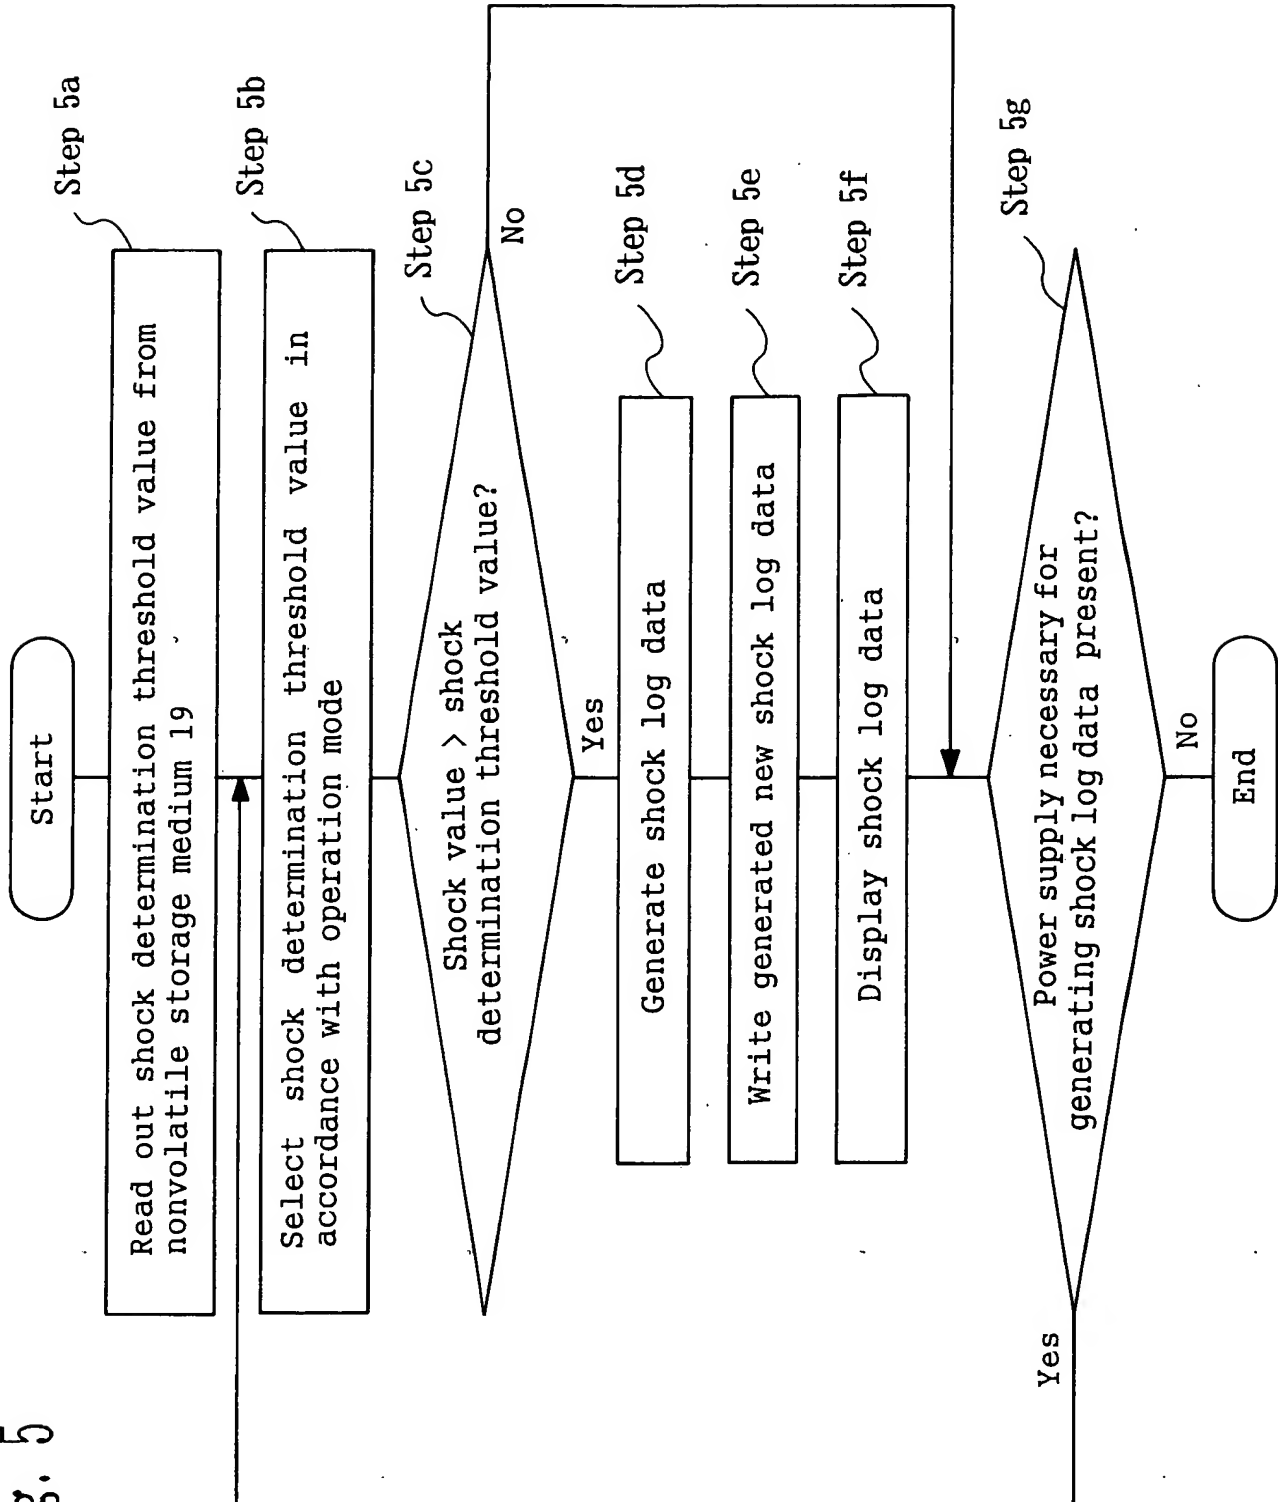 g. 5
Start
Step 5a
Read out shock determination threshold value from
nonvolatile storage medium 19
Step 5b
Select shock determination threshold value in
accordance with operation mode
Step 5c
Shock value > shock
determination threshold value?
No
Yes
Step 5d
Generate shock log data
Step 5e
Write generated new shock log data
Step 5f
Display shock log data
Step 5g
Power supply necessary for
generating shock log data present?
Yes
No
End